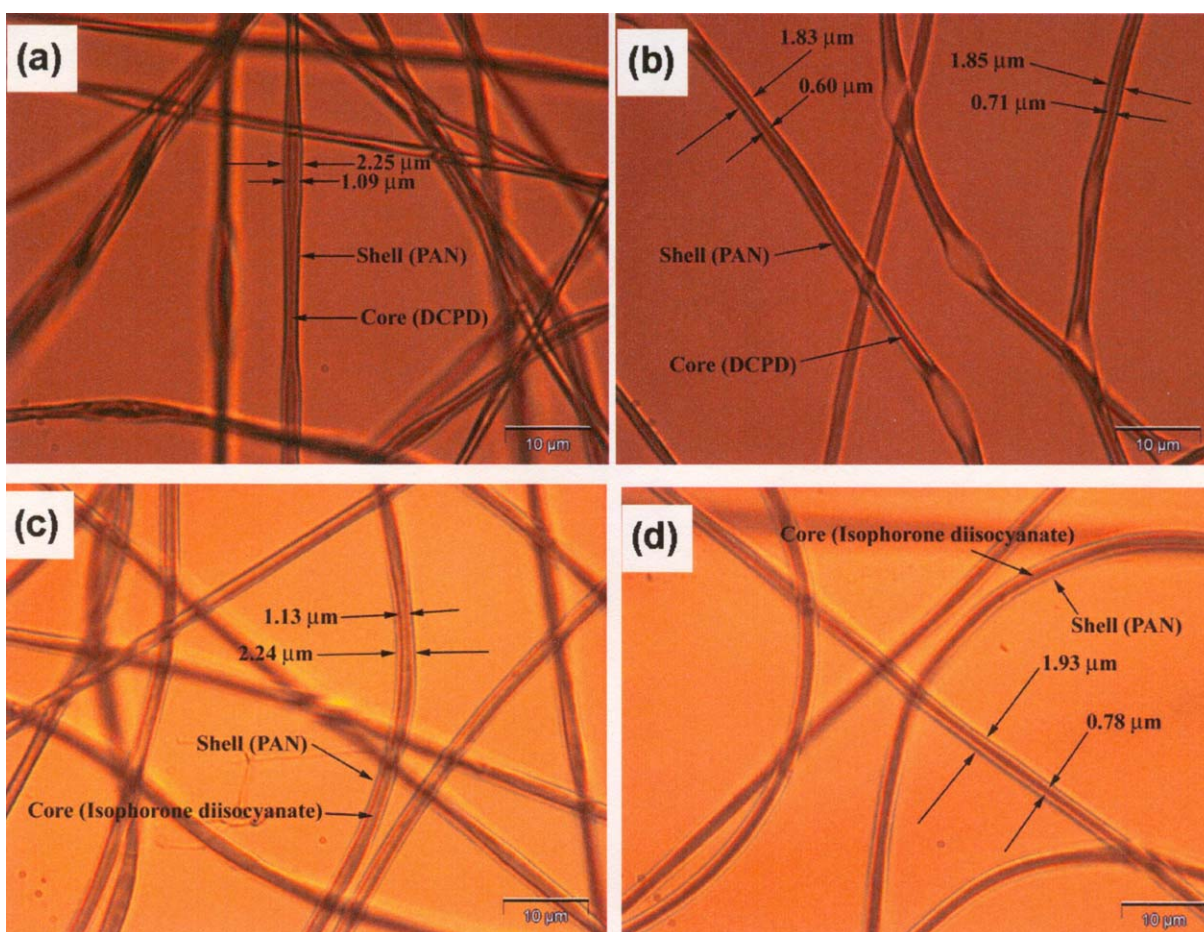 (a)
2.25 μm
1.09 μm
Shell (PAN)
Core (DCPD)
10 μm
(b)
1.83 μm
0.60 μm
1.85 μm
0.71 μm
Shell (PAN)
Core (DCPD)
10 μm
(c)
1.13 μm
2.24 μm
Shell (PAN)
Core (Isophorone diisocyanate)
10 μm
(d)
Core (Isophorone diisocyanate)
Shell (PAN)
1.93 μm
0.78 μm
10 μm